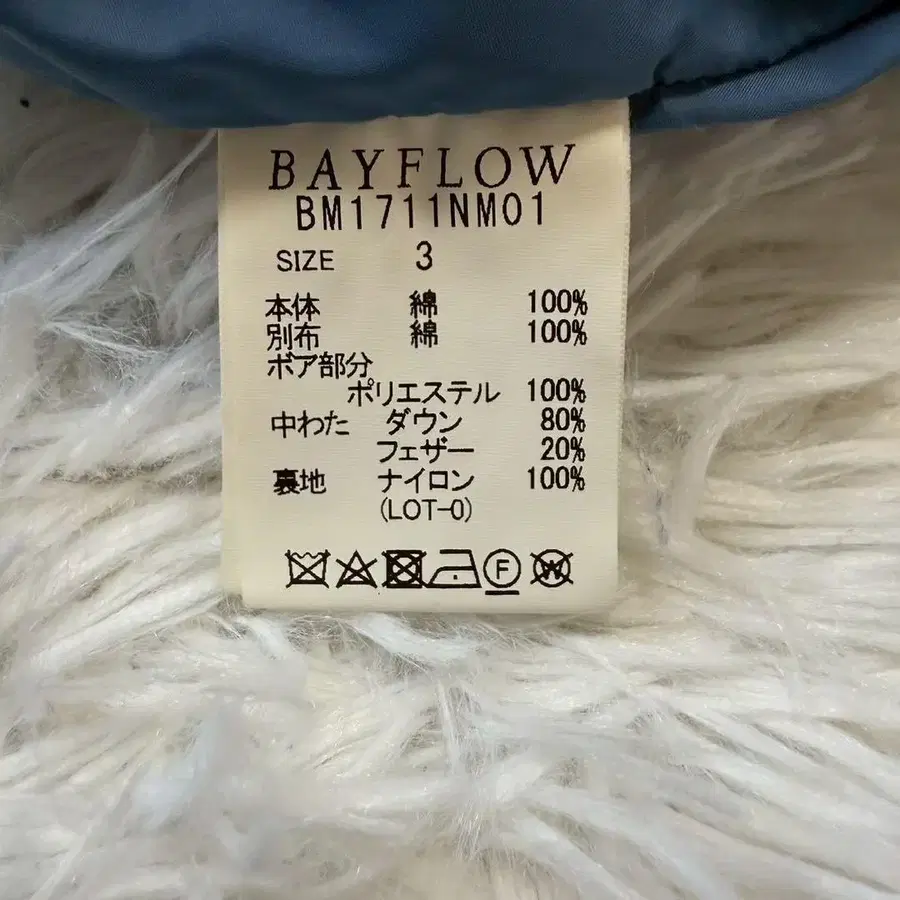 BAYFLOW
BM1711NM01
SIZE 3
本体 綿 100%
別布 綿 100%
ボア部分
ポリエステル 100%
中わた ダウン 80%
フェザー 20%
裏地 ナイロン 100%
(LOT-0)
F W